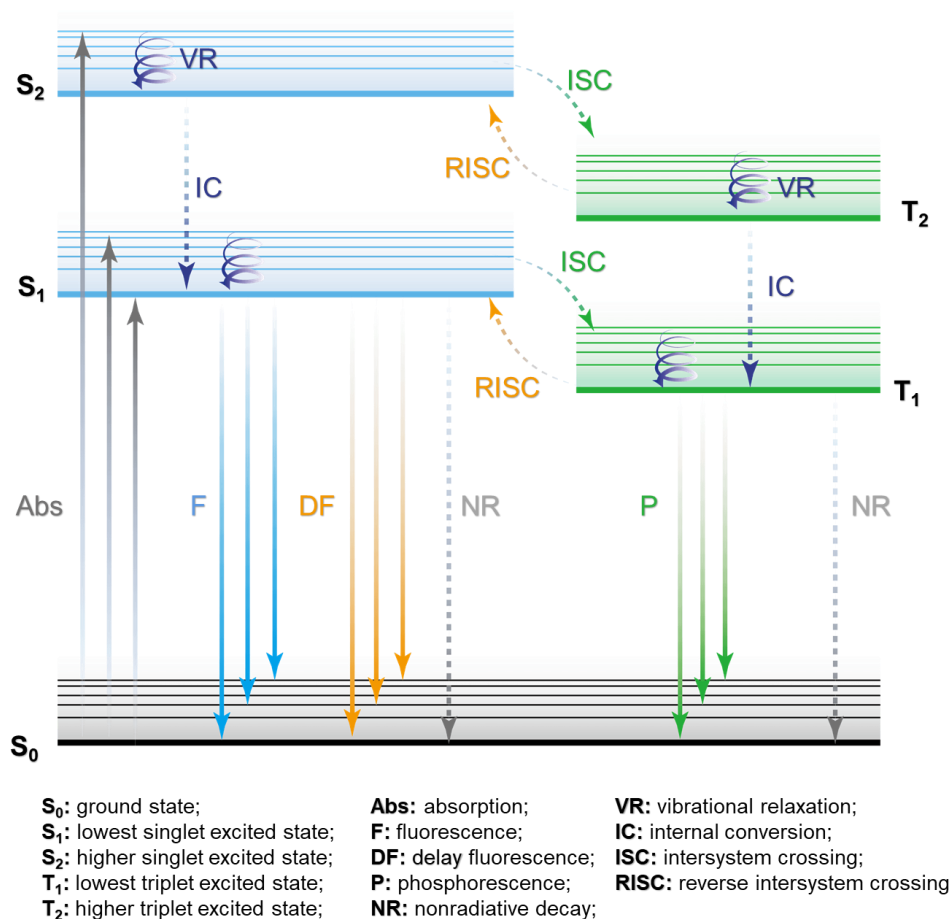 VR
S₂
ISC
RISC
VR
T₂
IC
S₁
ISC
IC
RISC
T₁
Abs
F
DF
NR
P
NR
S₀
S₀: ground state;
S₁: lowest singlet excited state;
S₂: higher singlet excited state;
T₁: lowest triplet excited state;
T₂: higher triplet excited state;
Abs: absorption;
F: fluorescence;
DF: delay fluorescence;
P: phosphorescence;
NR: nonradiative decay;
VR: vibrational relaxation;
IC: internal conversion;
ISC: intersystem crossing;
RISC: reverse intersystem crossing